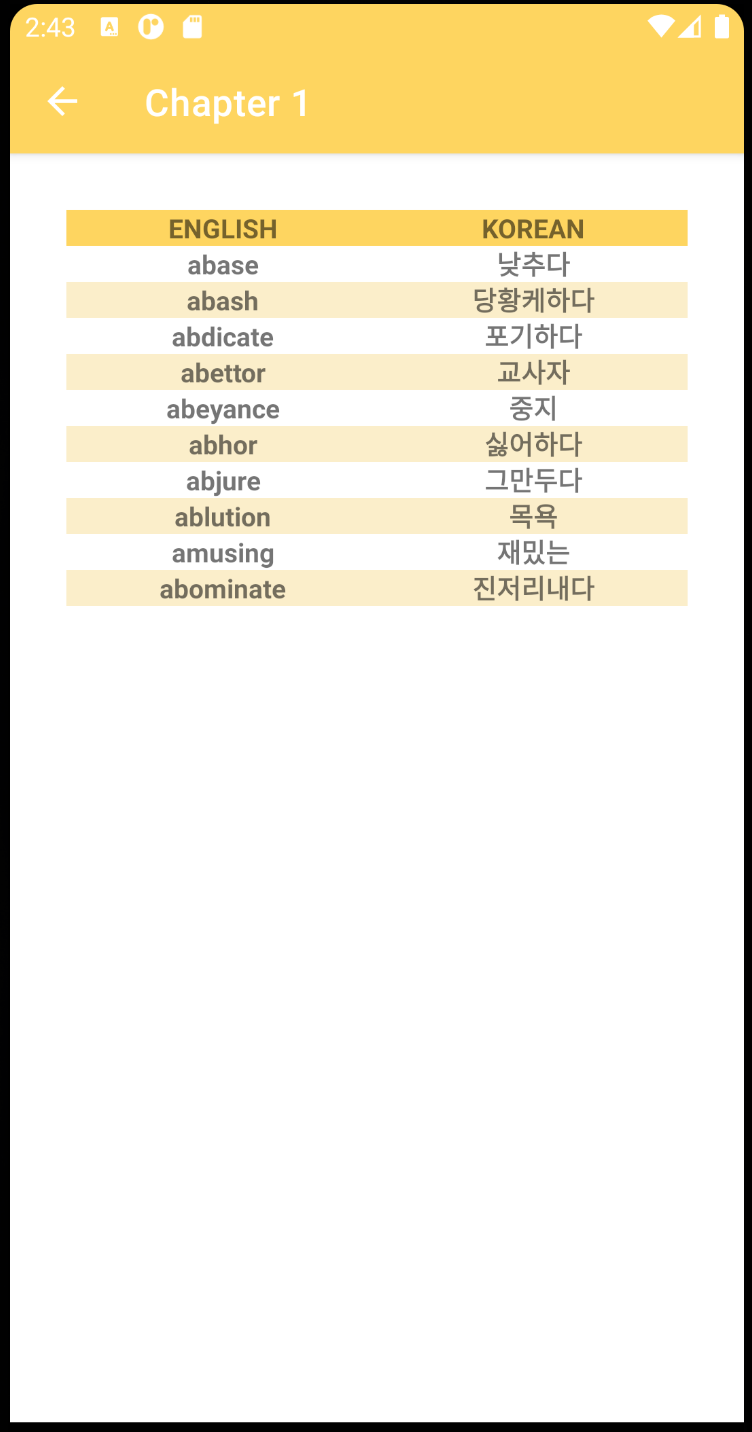 2:43
Chapter 1
ENGLISH KOREAN
abase 낮추다
abash 당황케하다
abdicate 포기하다
abettor 교사자
abeyance 중지
abhor 싫어하다
abjure 그만두다
ablution 목욕
amusing 재밌는
abominate 진저리내다